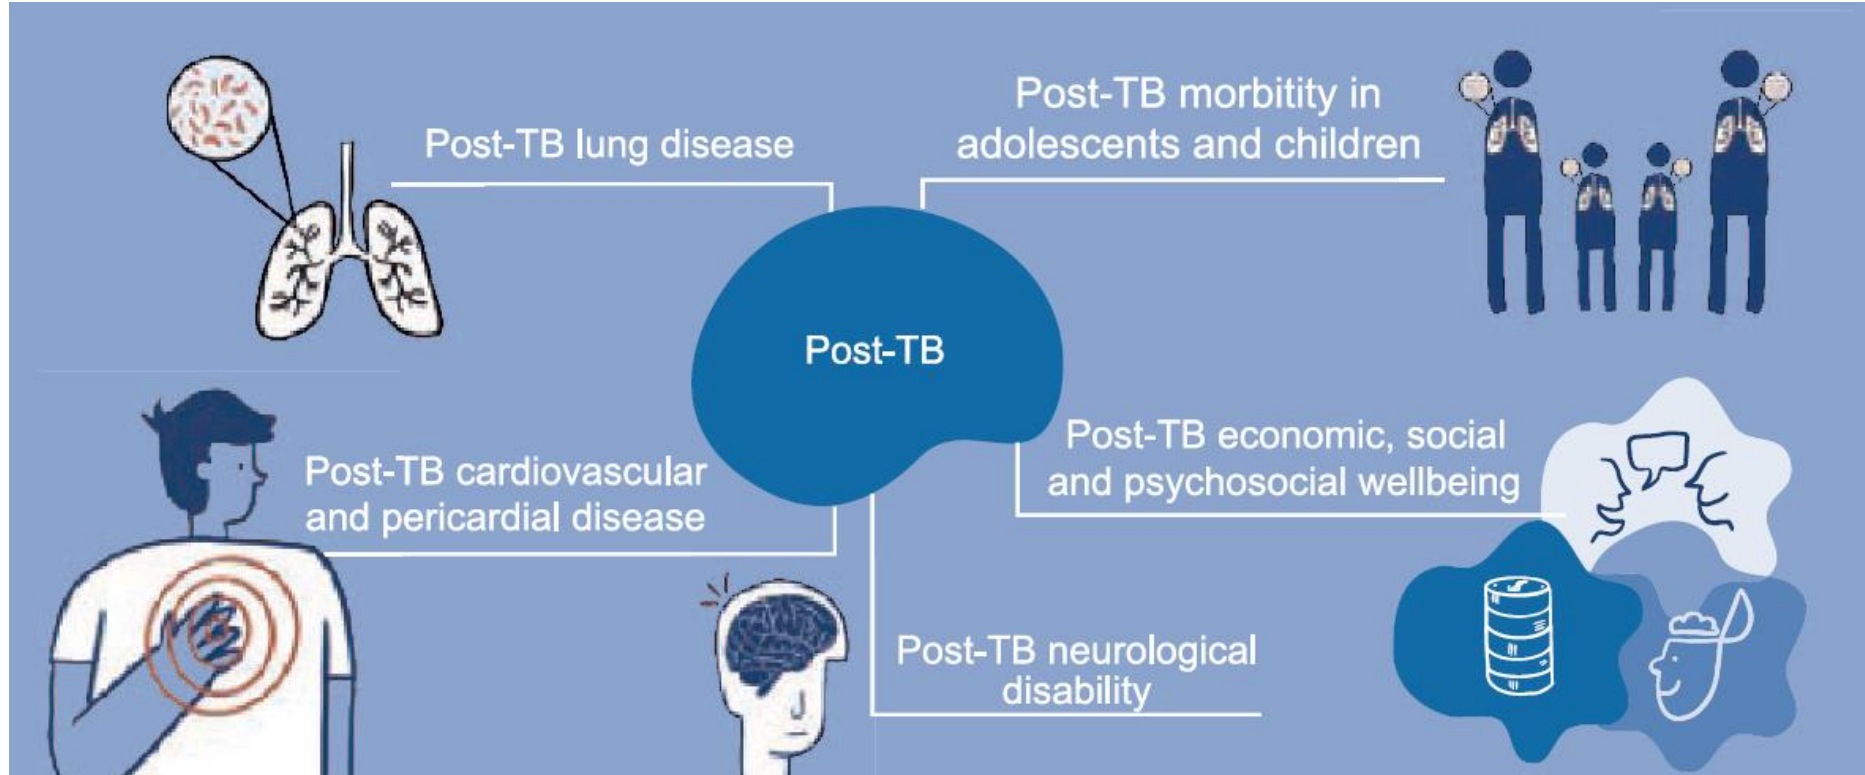 Post-TB lung disease
Post-TB morbitity in
adolescents and children
Post-TB
Post-TB cardiovascular
and pericardial disease
Post-TB economic, social
and psychosocial wellbeing
Post-TB neurological
disability